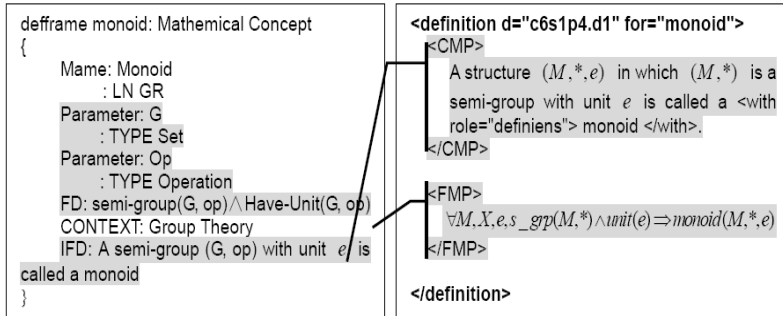 defframe monoid: Mathemical Concept
{
Mame: Monoid
: LN GR
Parameter: G
: TYPE Set
Parameter: Op
: TYPE Operation
FD: semi-group(G, op)∧Have-Unit(G, op)
CONTEXT: Group Theory
IFD: A semi-group (G, op) with unit e is
called a monoid
}
<definition d="c6s1p4.d1" for="monoid">
<CMP>
A structure (M,*,e) in which (M,*) is a
semi-group with unit e is called a <with
role="definiens"> monoid </with>.
</CMP>
<FMP>
∀M,X,e,s_grp(M,*)∧unit(e)⇒monoid(M,*,e)
</FMP>
</definition>